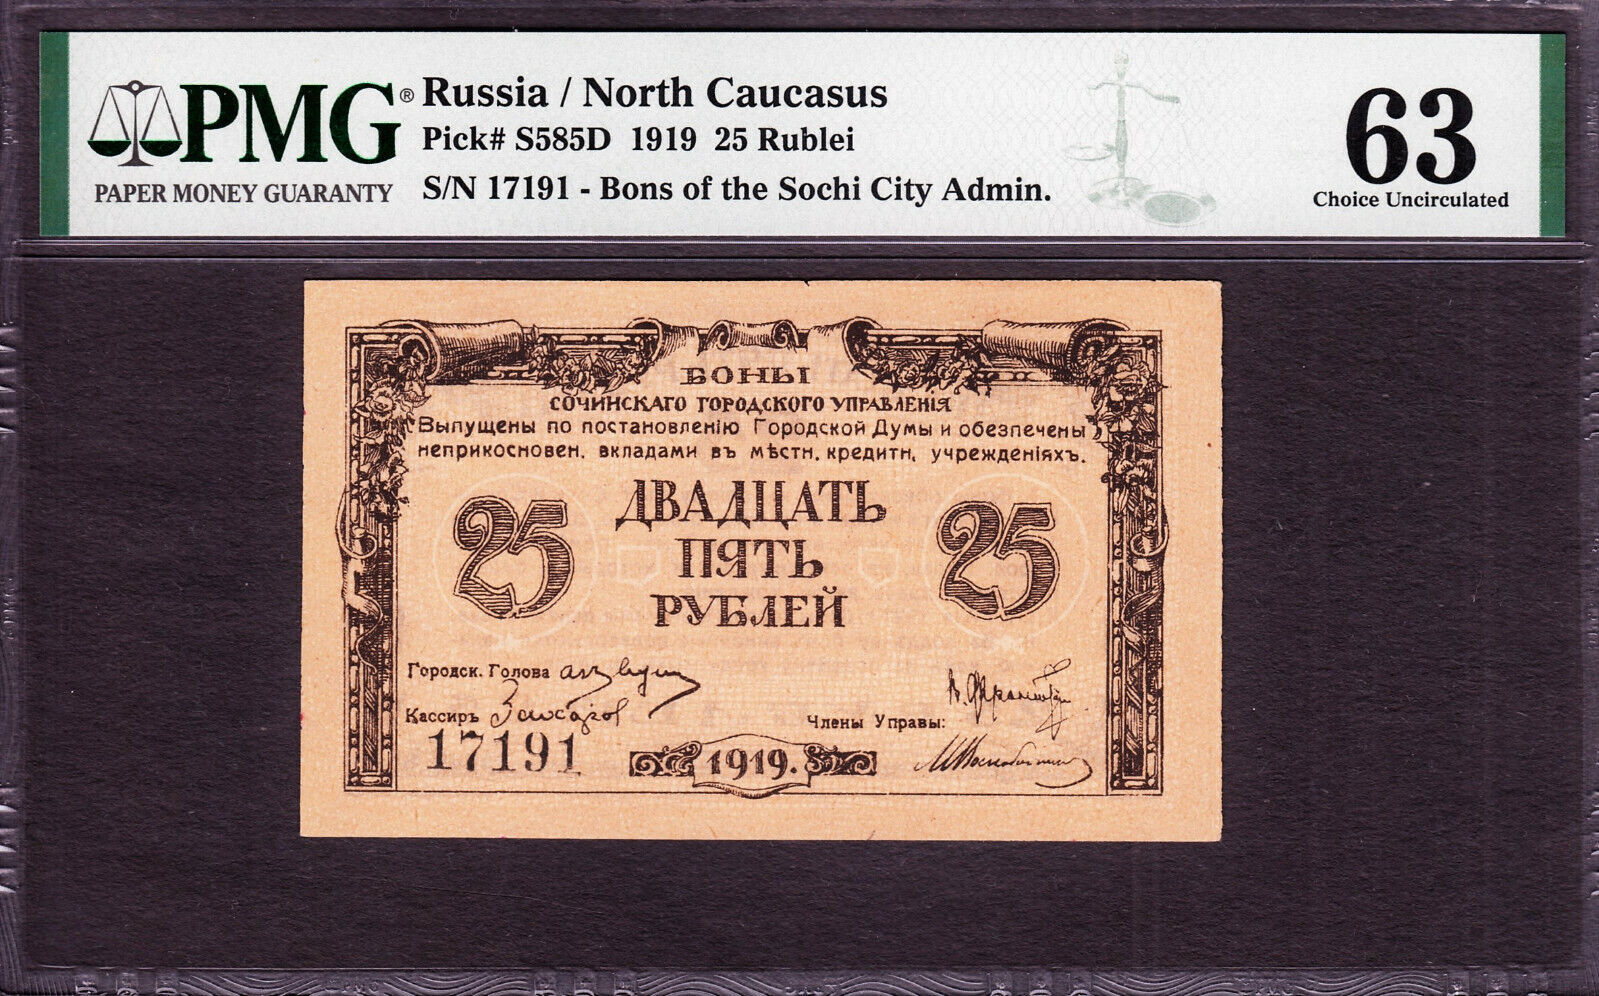 PMG® Russia / North Caucasus
Pick# S585D 1919 25 Rublei
PAPER MONEY GUARANTY S/N 17191 - Bons of the Sochi City Admin.
63
Choice Uncirculated
БОНЫ
СОЧИНСКАГО ГОРОДСКОГО УПРАВЛЕНІЯ
Выпущены по постановленію Городской Думы и обезпечены
неприкосновен. вкладами въ мѣстн. кредитн. учрежденіяхъ.
25 ДВАДЦАТЬ 25
ПЯТЬ
РУБЛЕЙ
Городск. Голова
Кассиръ
Члены Управы:
17191
1919.